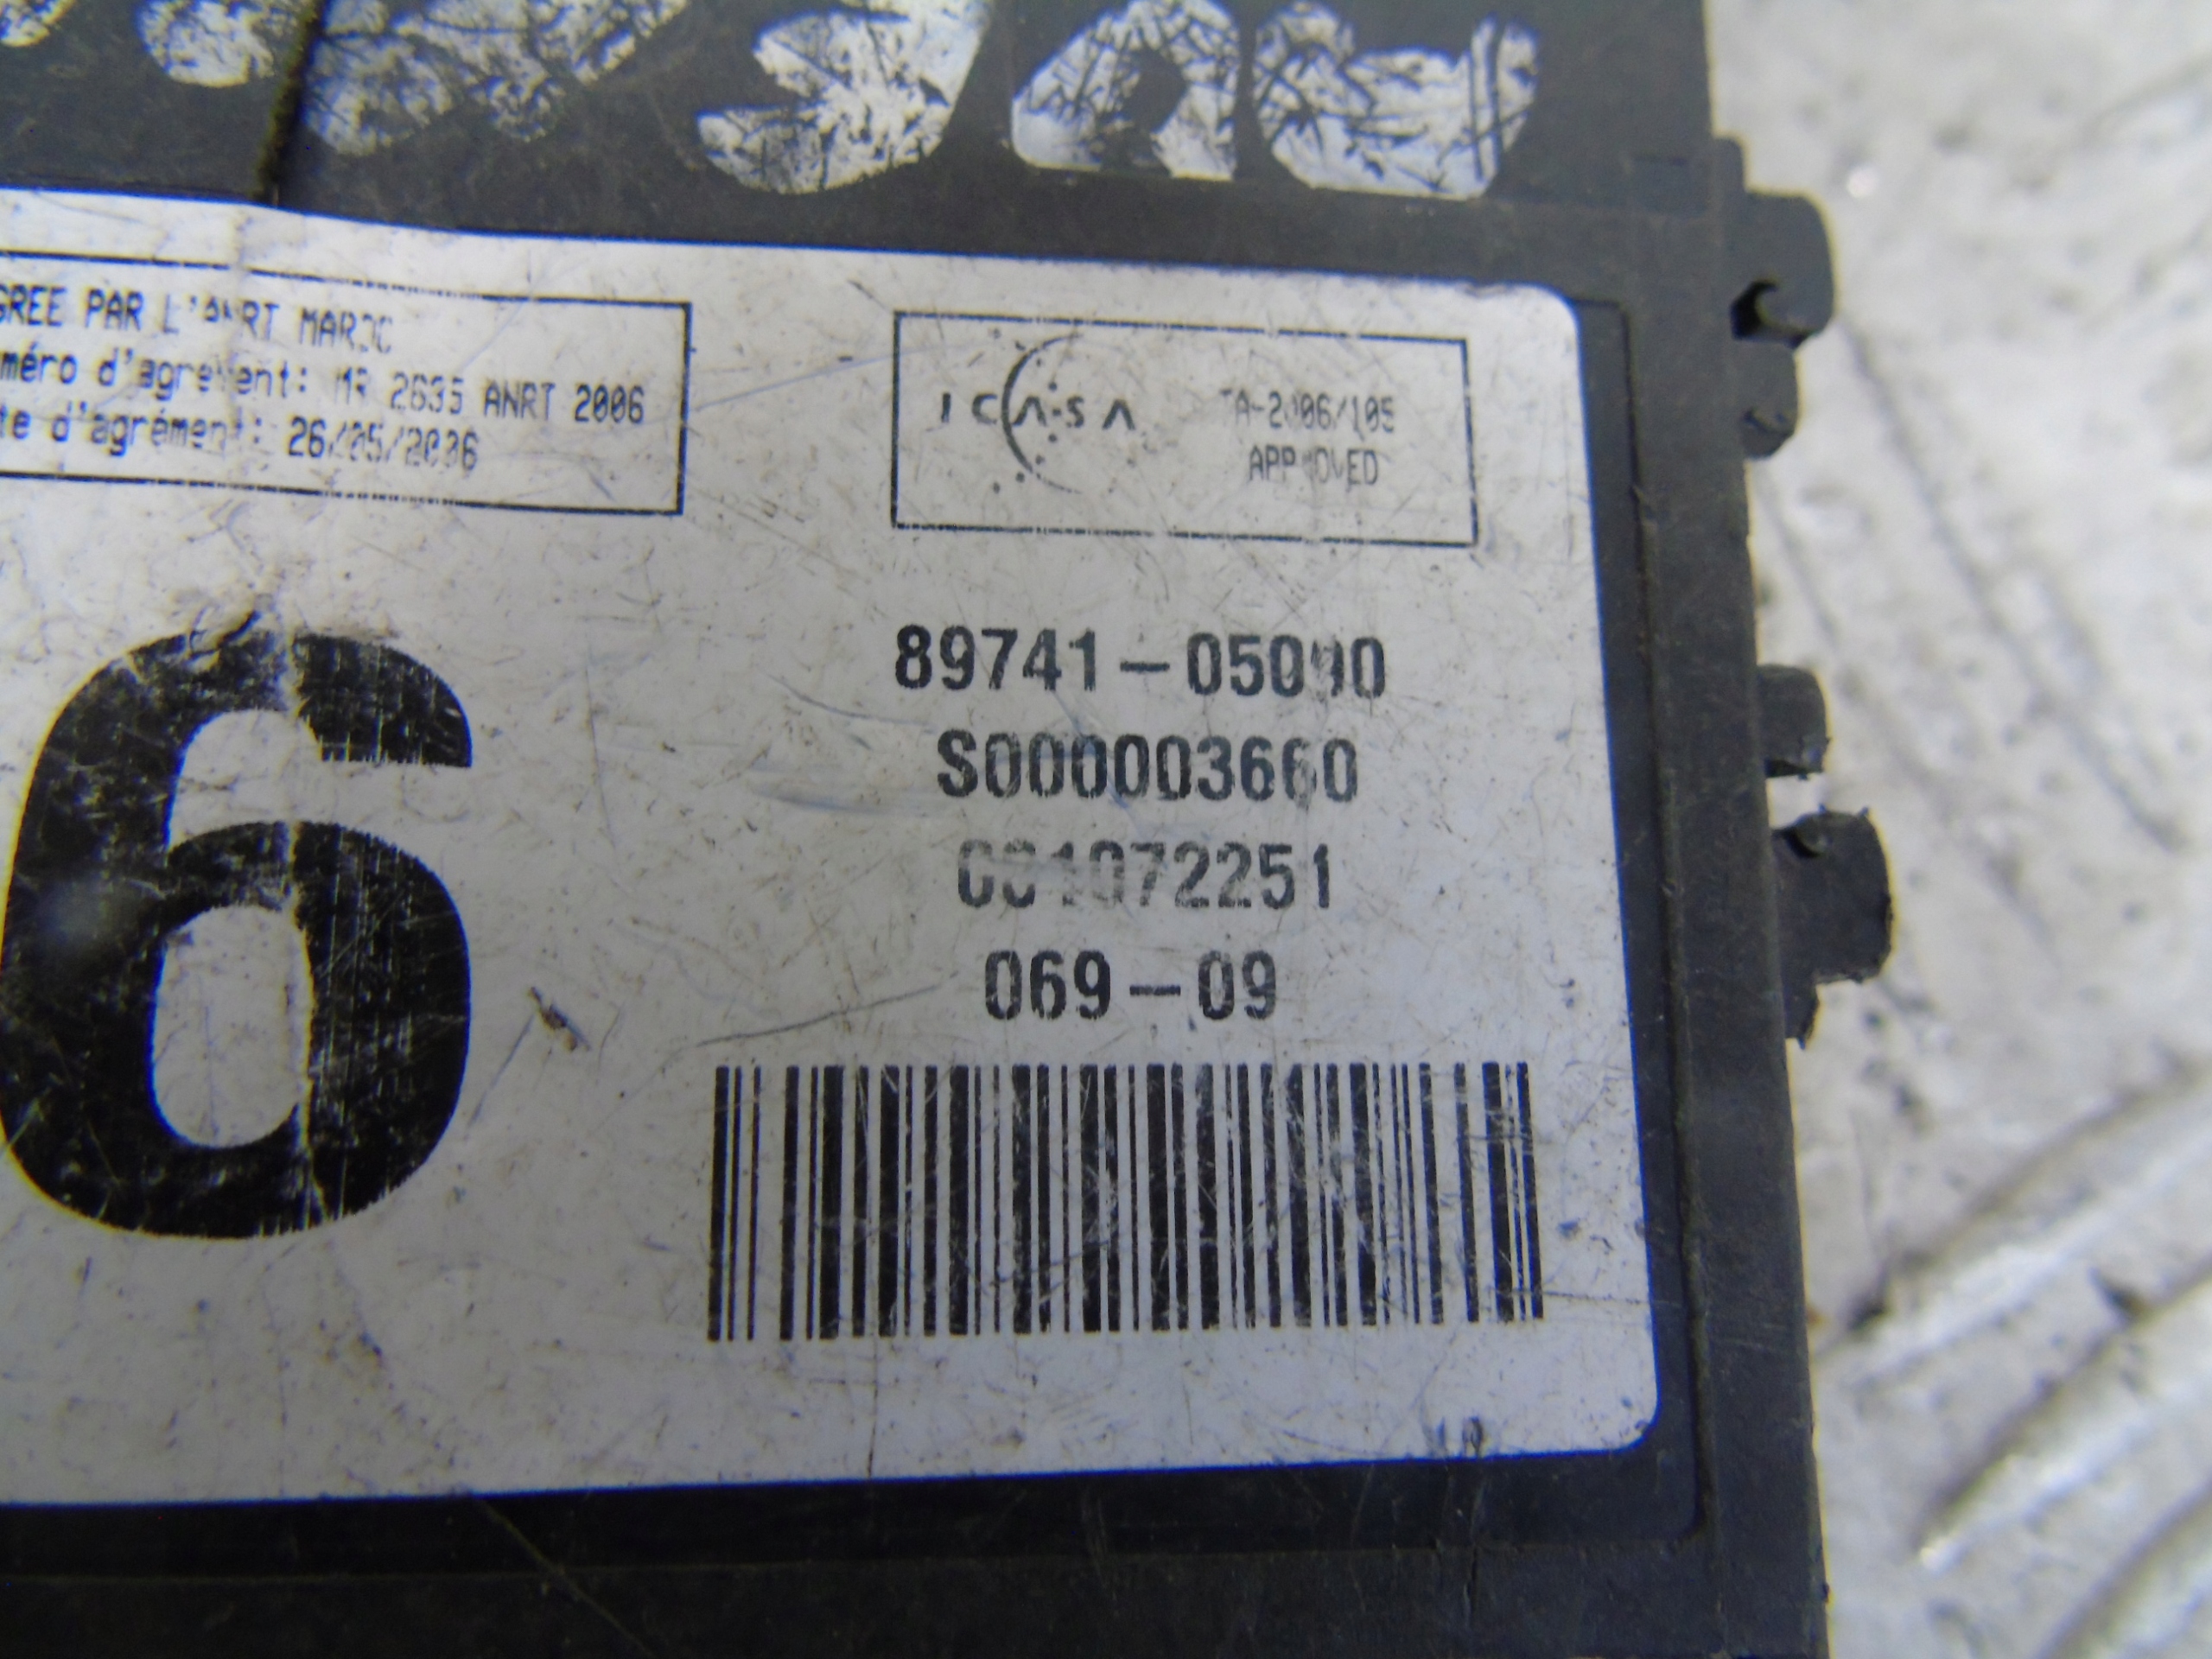 GREE PAR L'ANRT MAROC
méro d'agrement: MR 2635 ANRT 2006
te d'agrément: 26/05/2006
ICASA
TA-2006/105
APPROVED
6
89741-05090
S000003660
069-09